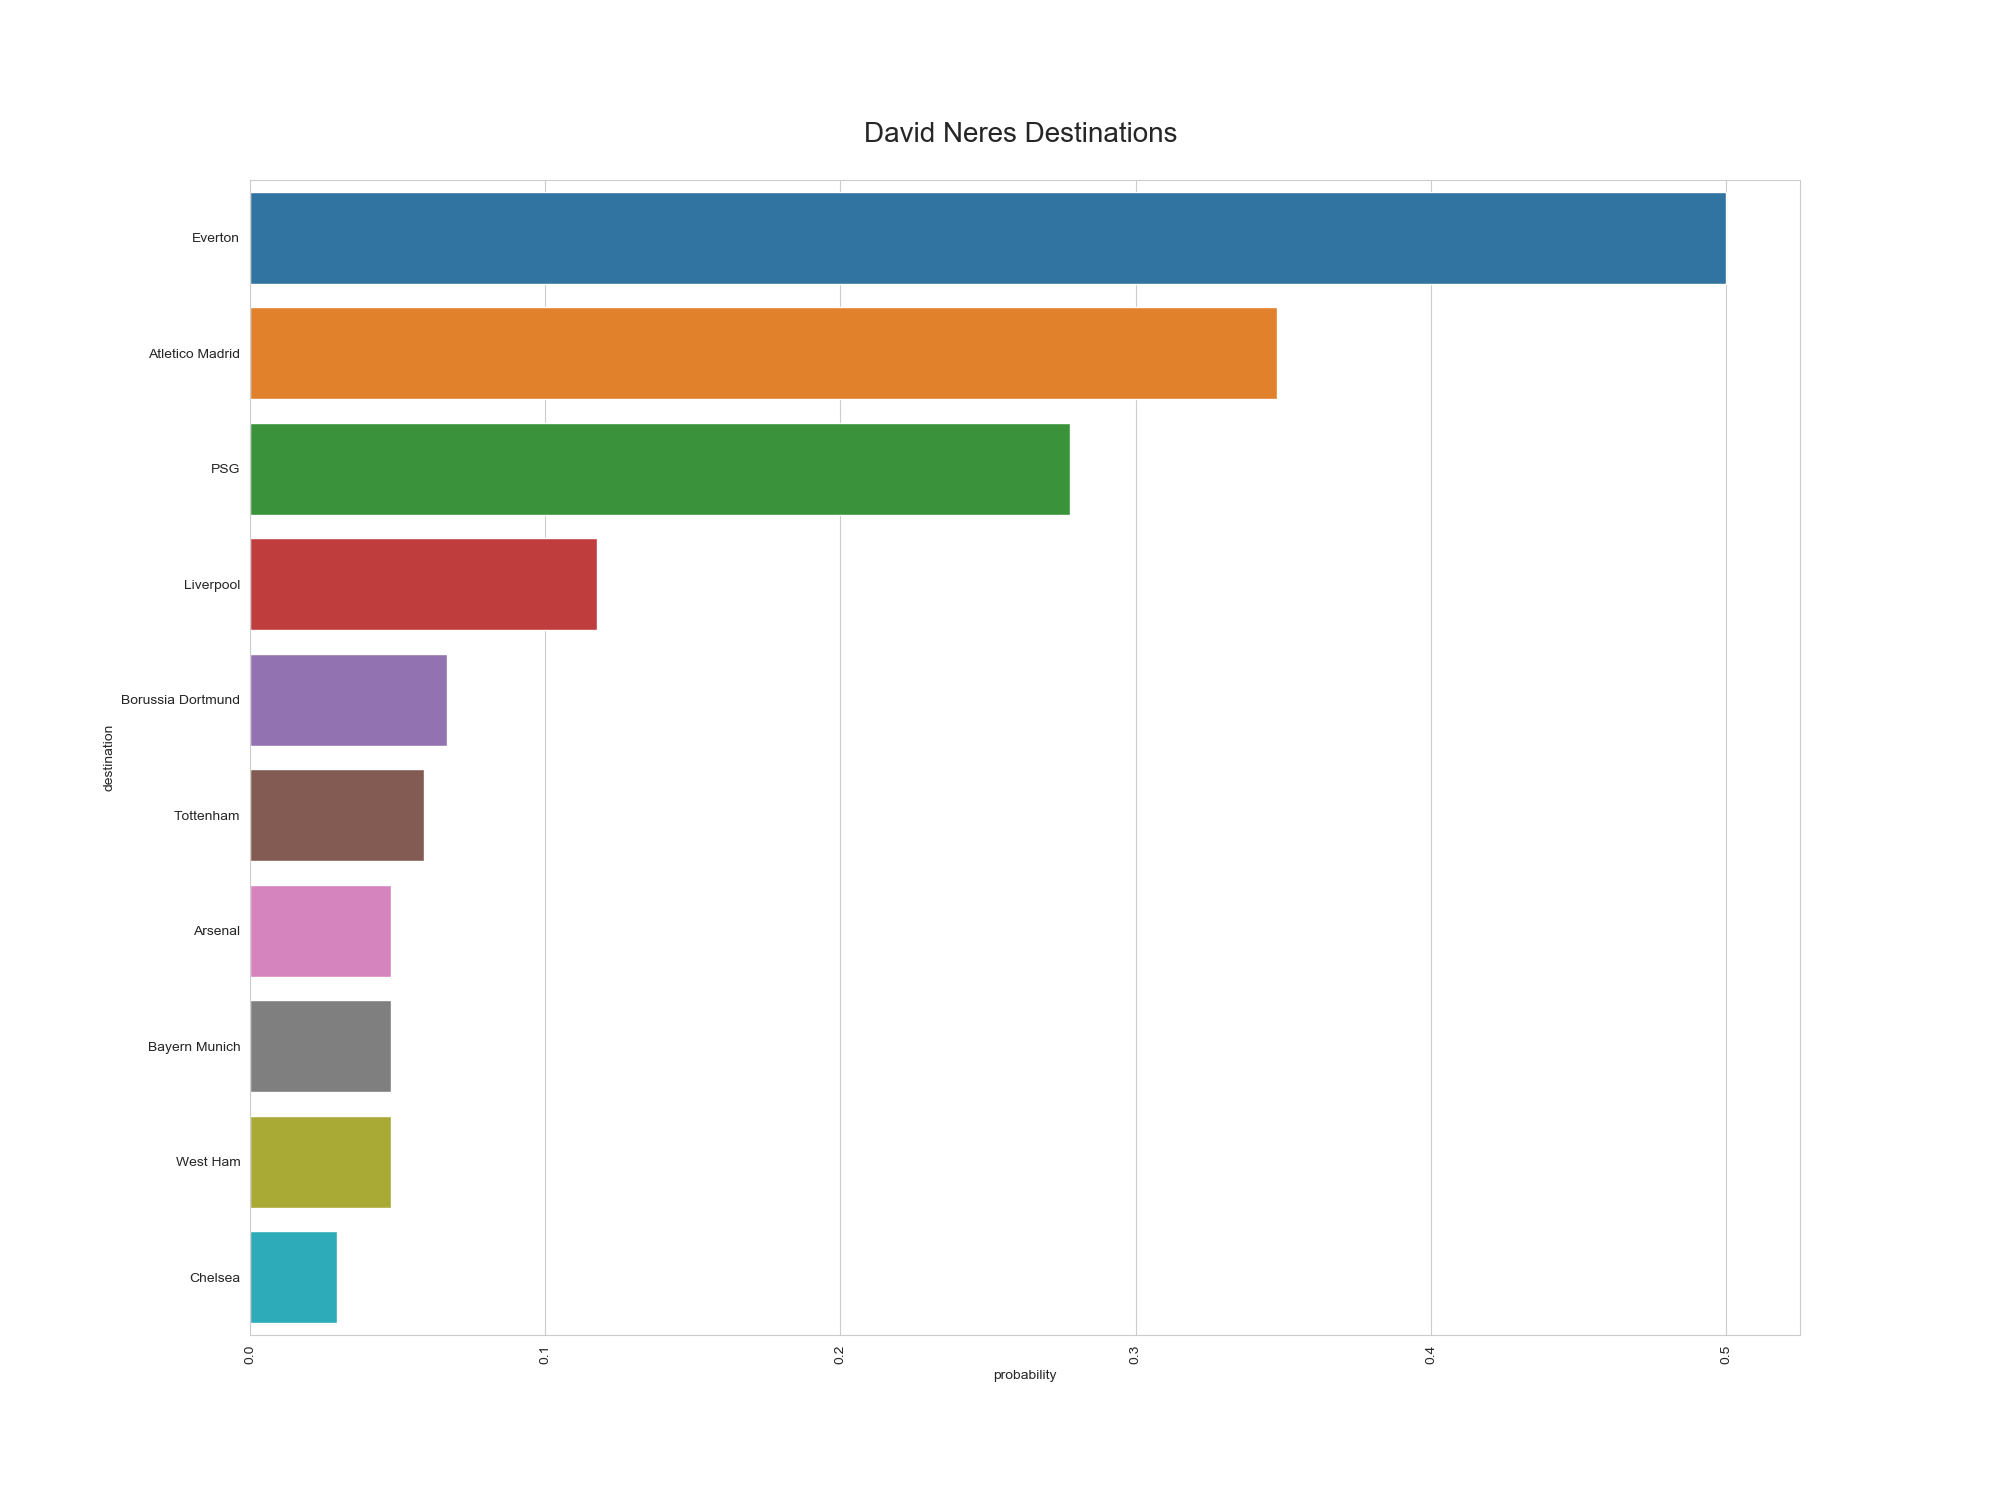 David Neres Destinations
Everton
Atletico Madrid
PSG
Liverpool
Borussia Dortmund
Tottenham
Arsenal
Bayern Munich
West Ham
Chelsea
destination
0.0
0.1
0.2
0.3
0.4
0.5
probability